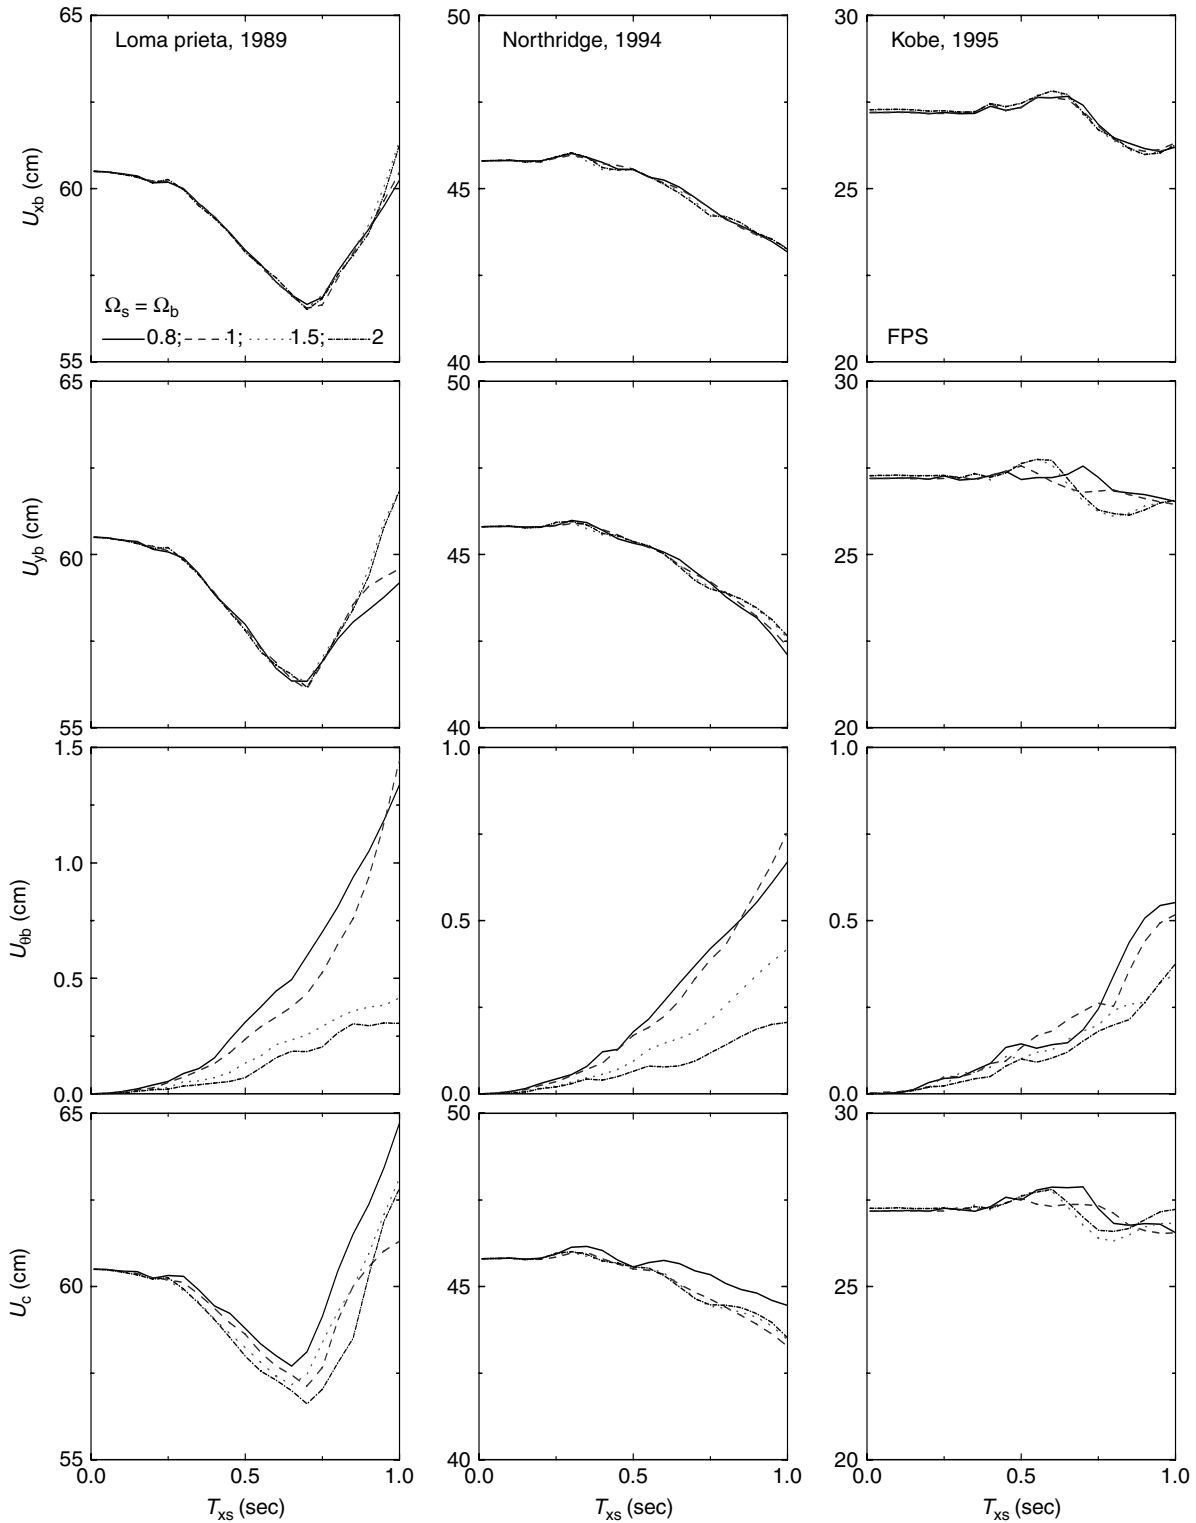 65
Loma prieta, 1989
60
U_xb (cm)
Ω_s = Ω_b
0.8; 1; 1.5; 2
55
50
Northridge, 1994
45
40
30
Kobe, 1995
25
FPS
20
65
60
U_yb (cm)
55
50
45
40
30
25
20
1.5
1.0
U_θb (cm)
0.5
0.0
1.0
0.5
0.0
1.0
0.5
0.0
65
60
U_c (cm)
55
50
45
40
30
25
20
0.0 0.5 1.0
0.0 0.5 1.0
0.0 0.5 1.0
T_xs (sec)
T_xs (sec)
T_xs (sec)